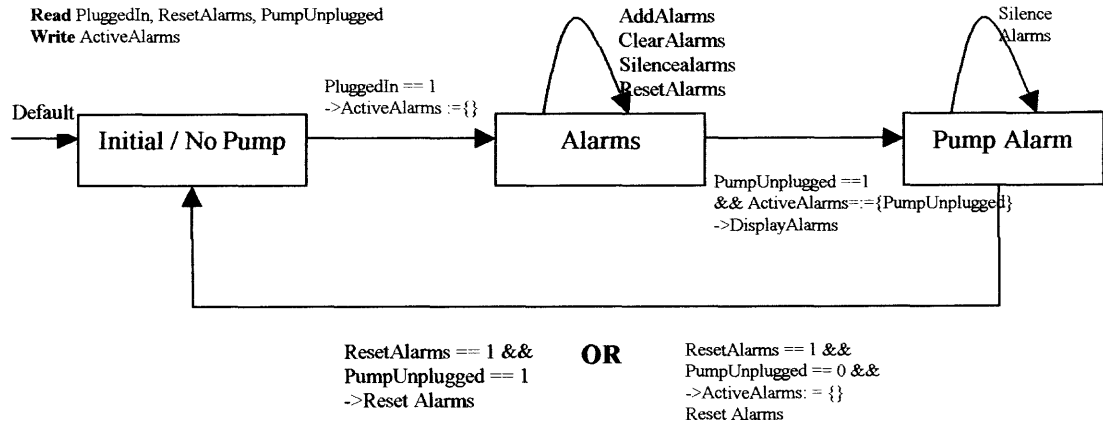 Read PluggedIn, ResetAlarms, PumpUnplugged
Write ActiveAlarms
Default
Initial / No Pump
PluggedIn == 1
->ActiveAlarms :={}
AddAlarms
ClearAlarms
Silencealarms
ResetAlarms
Alarms
PumpUnplugged ==1
&& ActiveAlarms=:={PumpUnplugged}
->DisplayAlarms
Silence
Alarms
Pump Alarm
ResetAlarms == 1 &&
PumpUnplugged == 1
->Reset Alarms
OR
ResetAlarms == 1 &&
PumpUnplugged == 0 &&
->ActiveAlarms: = {}
Reset Alarms